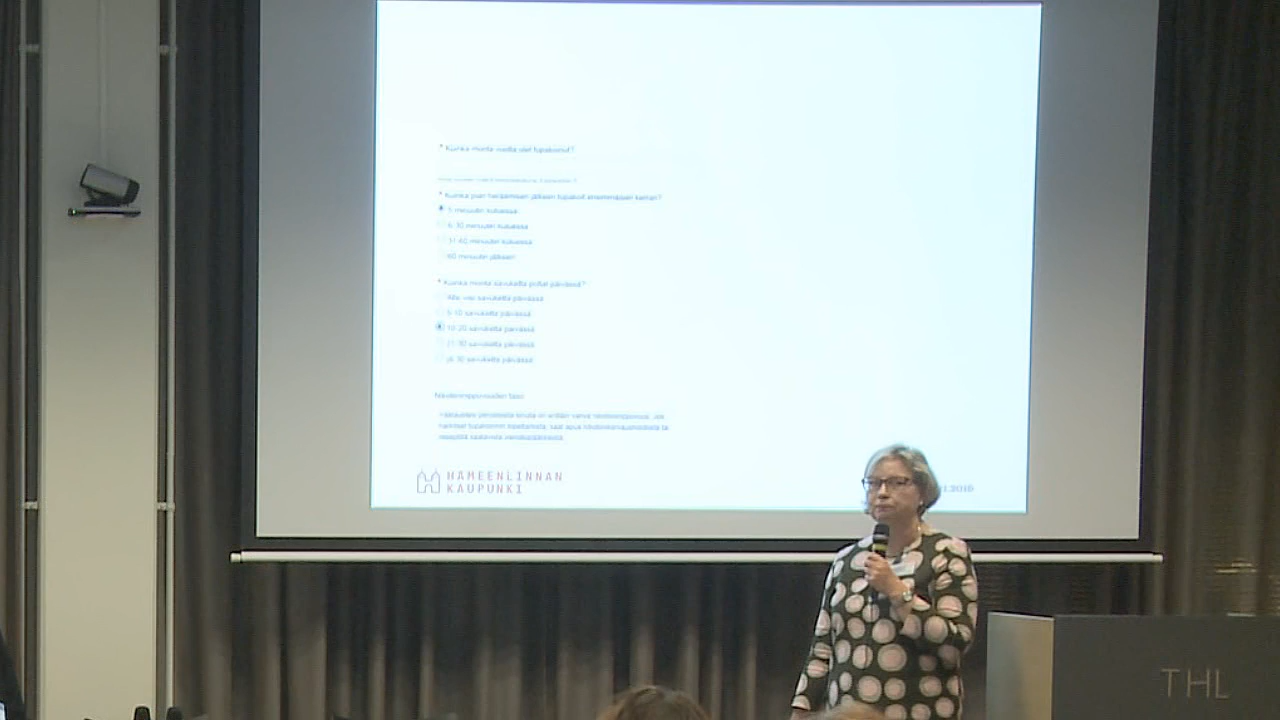 * Kuinka monta vuotta olet tupakoinut?
* Kuinka pian heräämisen jälkeen tupakoit ensimmäisen kerran?
5 minuutin kuluessa
6-30 minuutin kuluessa
31-60 minuutin kuluessa
60 minuutin jälkeen
* Kuinka monta savuketta poltat päivässä?
Alle viisi savuketta päivässä
5-10 savuketta päivässä
10-20 savuketta päivässä
21-30 savuketta päivässä
yli 30 savuketta päivässä
Nikotiiniriippuvuuden taso
HÄMEENLINNAN
KAUPUNKI
.2016
THL